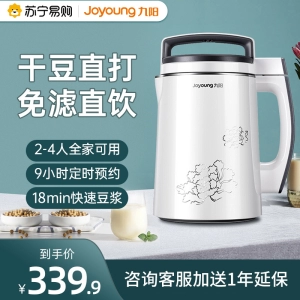 苏宁易购 Joyoung九阳
干豆直打
免滤直饮
2-4人全家可用
9小时定时预约
18min快速豆浆
Joyoung九阳
到手价
¥339.9
咨询客服加送1年延保